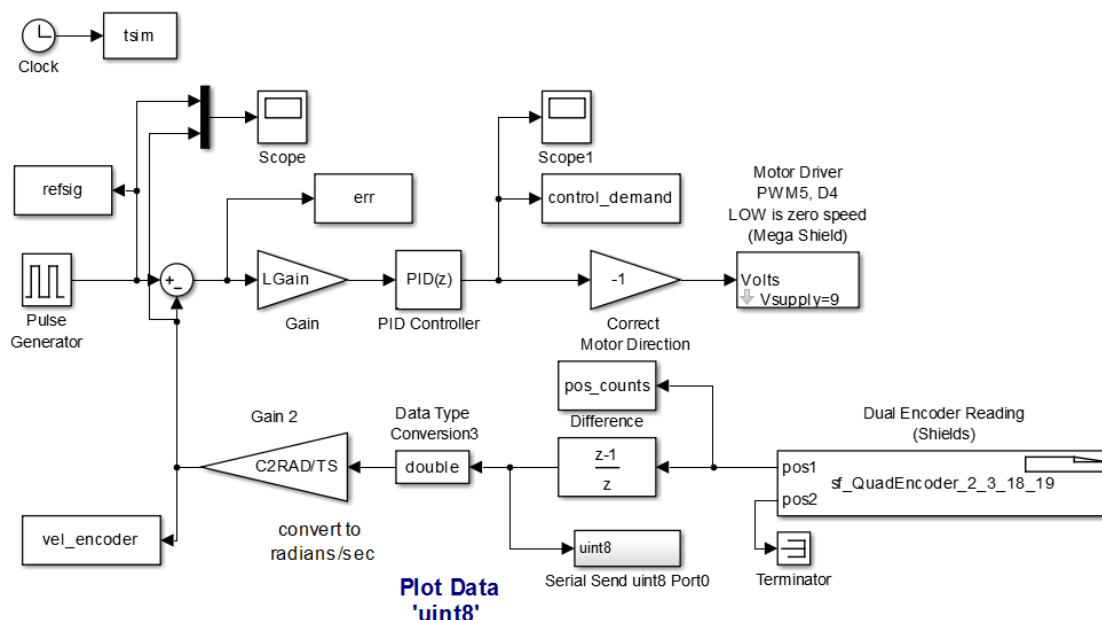 tsim
Clock
Scope
Scope1
refsig
err
control_demand
Motor Driver
PWM5, D4
LOW is zero speed
(Mega Shield)
Pulse
Generator
+
-
LGain
Gain
PID(z)
PID Controller
-1
Correct
Motor Direction
Volts
Vsupply=9
pos_counts
Gain 2
Data Type
Conversion3
Difference
Dual Encoder Reading
(Shields)
C2RAD/TS
double
z-1
z
pos1
sf_QuadEncoder_2_3_18_19
pos2
vel_encoder
convert to
radians/sec
uint8
Serial Send uint8 Port0
Terminator
Plot Data
'uint8'